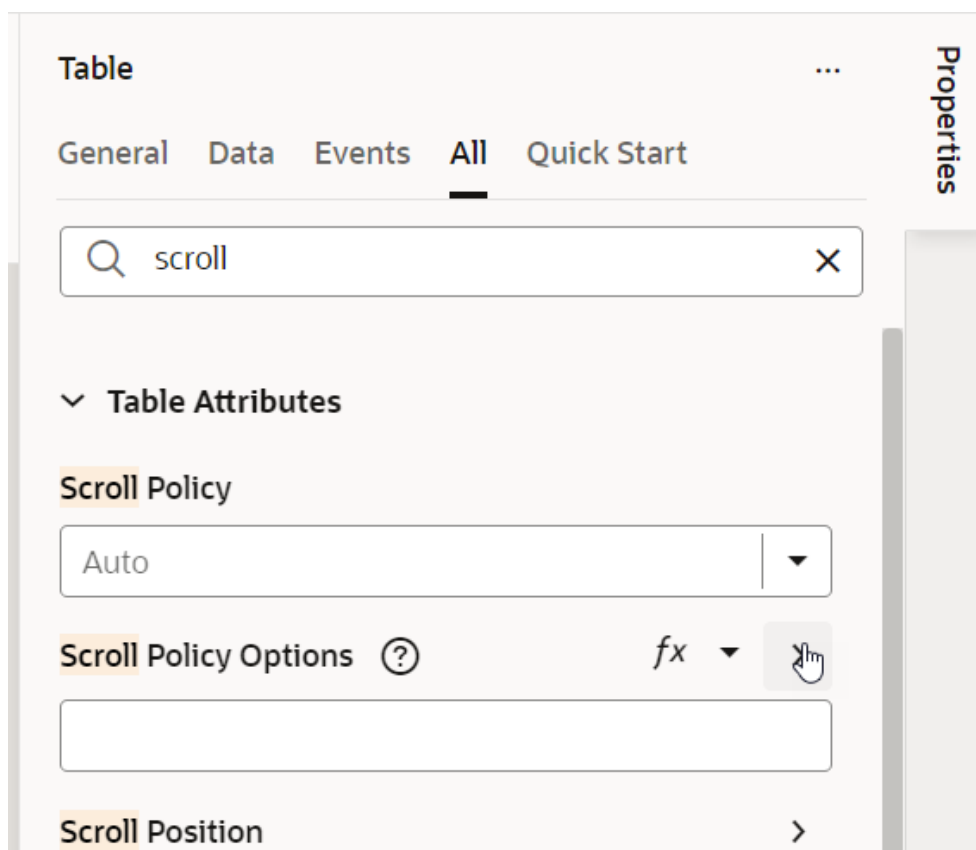 Table
...
Properties
General Data Events All Quick Start
scroll
Table Attributes
Scroll Policy
Auto
Scroll Policy Options ? fx
Scroll Position